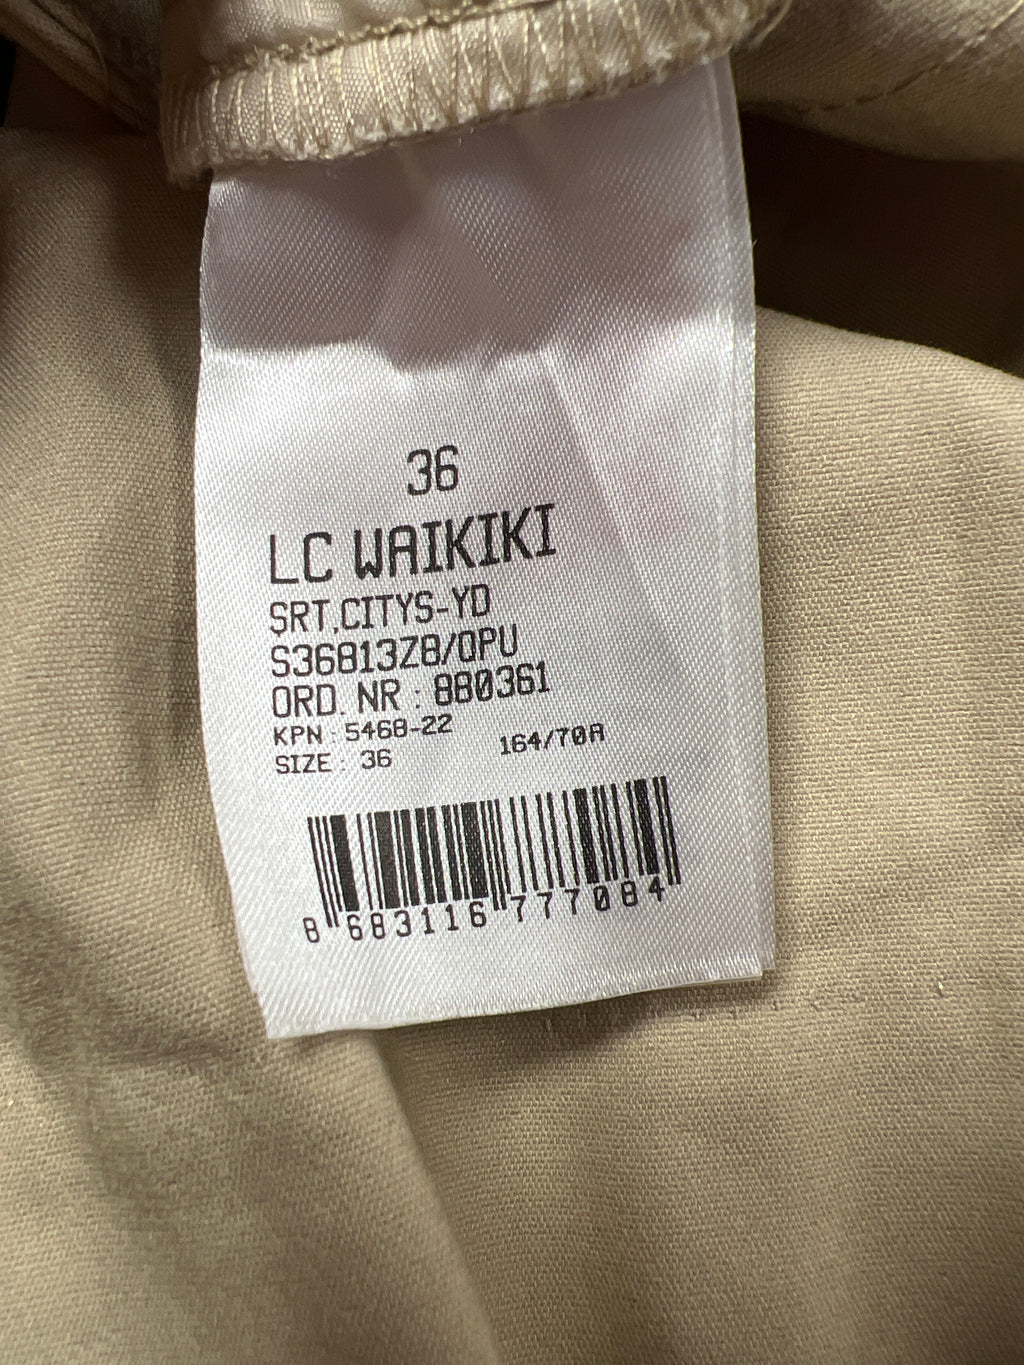 36
LC WAIKIKI
ŞRT.CITYS-YD
S36813Z8/0PU
ORD. NR : 880361
KPN : 5468-22
SIZE : 36 164/70A
8 683116 777084